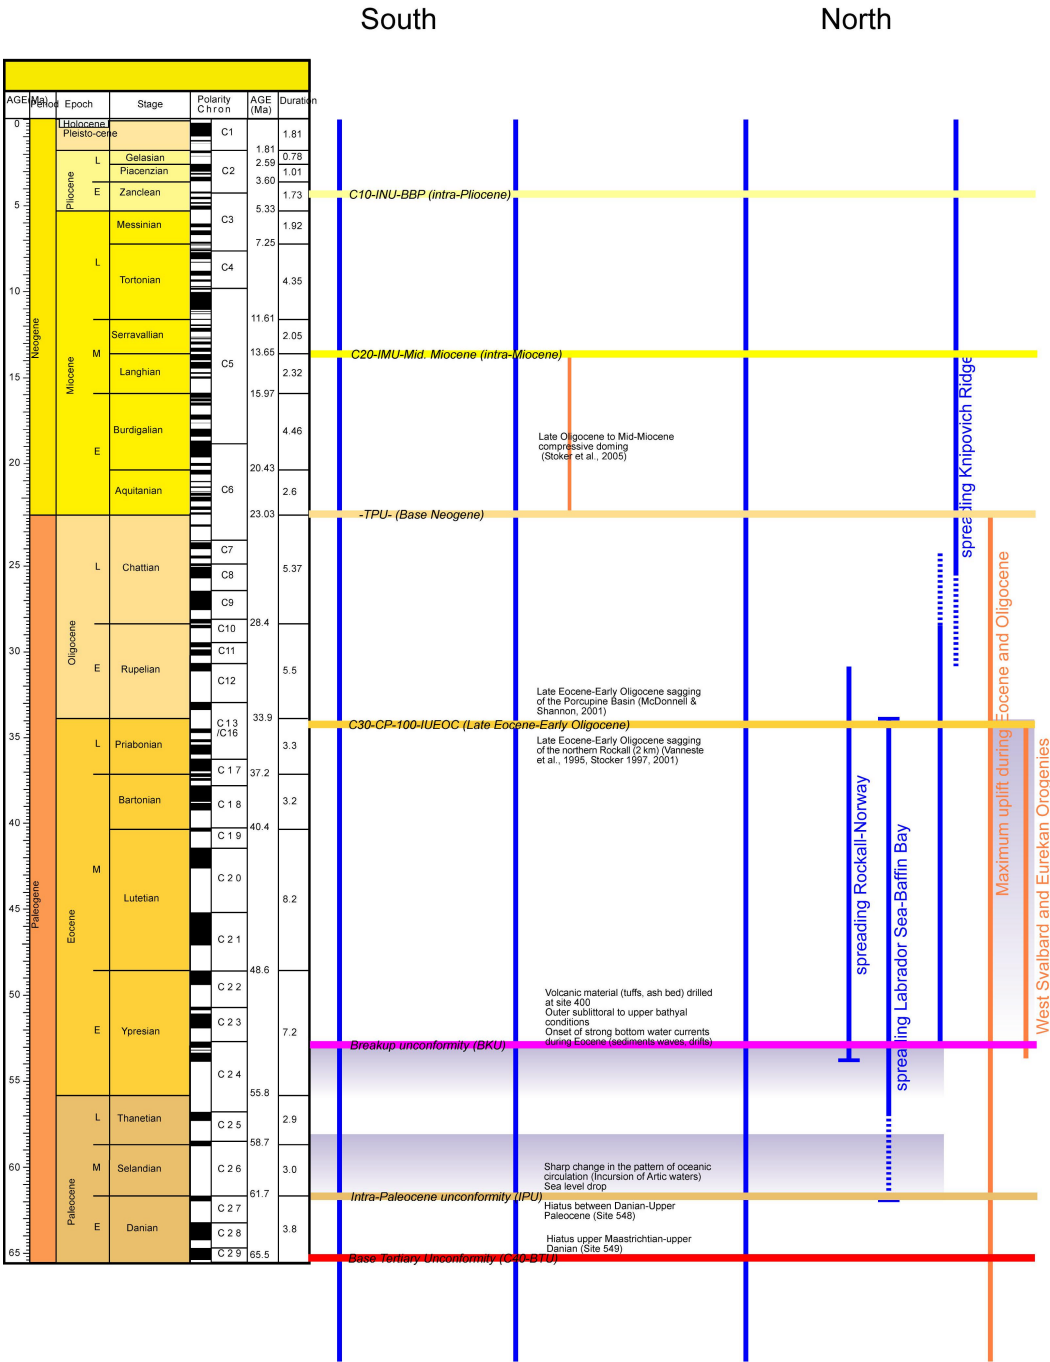 South
North
AGE(Ma)
Period
Epoch
Stage
Polarity
Chron
AGE
(Ma)
Duration
0
Holocene
Pleisto-cene
C1
1.81
1.81
L
Gelasian
0.78
2.59
Piacenzian
C2
1.01
3.60
Pliocene
E
Zanclean
1.73
C10-INU-BBP (intra-Pliocene)
5
5.33
Messinian
C3
1.92
7.25
L
C4
Tortonian
4.35
10
11.61
Serravallian
2.05
Neogene
M
13.65
C20-IMU-Mid. Miocene (intra-Miocene)
Miocene
C5
Langhian
2.32
15
15.97
Burdigalian
4.46
Late Oligocene to Mid-Miocene
compressive doming
(Stoker et al., 2005)
spreading Knipovich Ridge
E
20
20.43
Aquitanian
C6
2.6
23.03
-TPU- (Base Neogene)
C7
25
L
Chattian
C8
5.37
C9
28.4
C10
Oligocene
30
C11
E
Rupelian
5.5
C12
Late Eocene-Early Oligocene sagging
of the Porcupine Basin (McDonnell &
Shannon, 2001)
33.9
C13
/C16
C30-CP-100-IUEOC (Late Eocene-Early Oligocene)
35
L
Priabonian
3.3
Late Eocene-Early Oligocene sagging
of the northern Rockall (2 km) (Vanneste
et al., 1995, Stocker 1997, 2001)
C17
37.2
Bartonian
C18
3.2
40
40.4
C19
M
C20
Lutetian
8.2
Paleogene
45
Eocene
C21
spreading Rockall-Norway
spreading Labrador Sea-Baffin Bay
Maximum uplift during Eocene and Oligocene
West Svalbard and Eurekan Orogenies
48.6
C22
50
Volcanic material (tuffs, ash bed) drilled
at site 400
Outer sublittoral to upper bathyal
conditions
Onset of strong bottom water currents
during Eocene (sediments waves, drifts)
C23
E
Ypresian
7.2
Breakup unconformity (BKU)
C24
55
55.8
L
Thanetian
C25
2.9
58.7
60
M
Selandian
C26
3.0
Sharp change in the pattern of oceanic
circulation (Incursion of Artic waters)
Sea level drop
61.7
Intra-Paleocene unconformity (IPU)
Paleocene
C27
Hiatus between Danian-Upper
Paleocene (Site 548)
E
Danian
C28
3.8
Hiatus upper Maastrichtian-upper
Danian (Site 549)
65
C29
65.5
Base Tertiary Unconformity (C40-BTU)